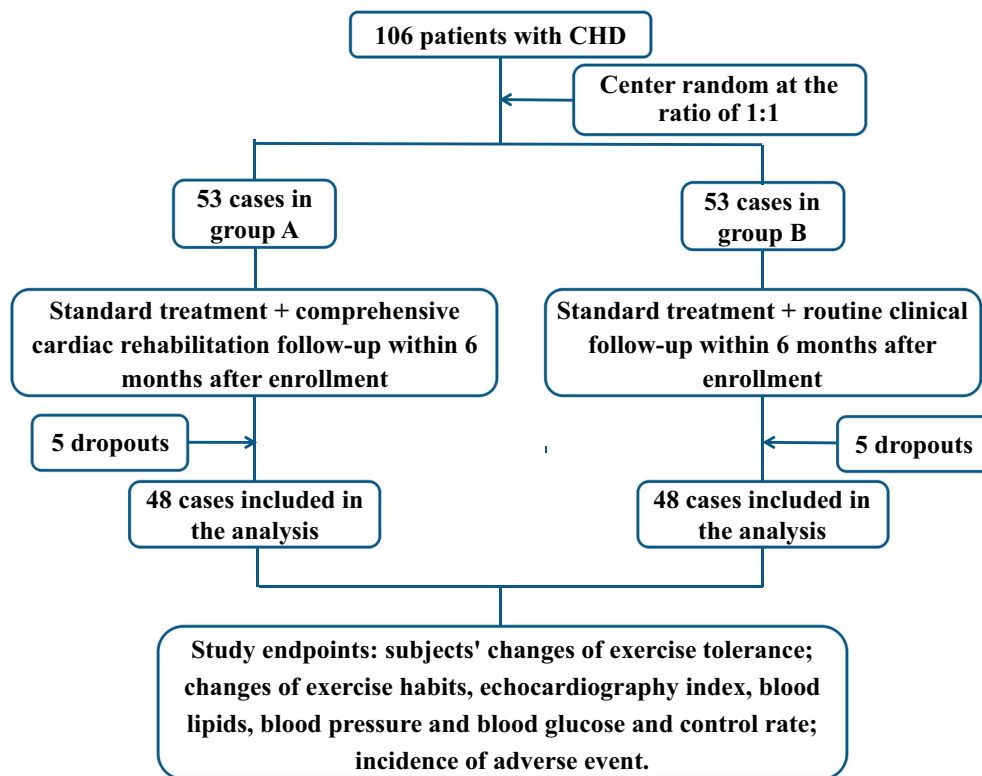 106 patients with CHD
Center random at the
ratio of 1:1
53 cases in
group A
53 cases in
group B
Standard treatment + comprehensive
cardiac rehabilitation follow-up within 6
months after enrollment
Standard treatment + routine clinical
follow-up within 6 months after
enrollment
5 dropouts
5 dropouts
48 cases included in
the analysis
48 cases included in
the analysis
Study endpoints: subjects' changes of exercise tolerance;
changes of exercise habits, echocardiography index, blood
lipids, blood pressure and blood glucose and control rate;
incidence of adverse event.